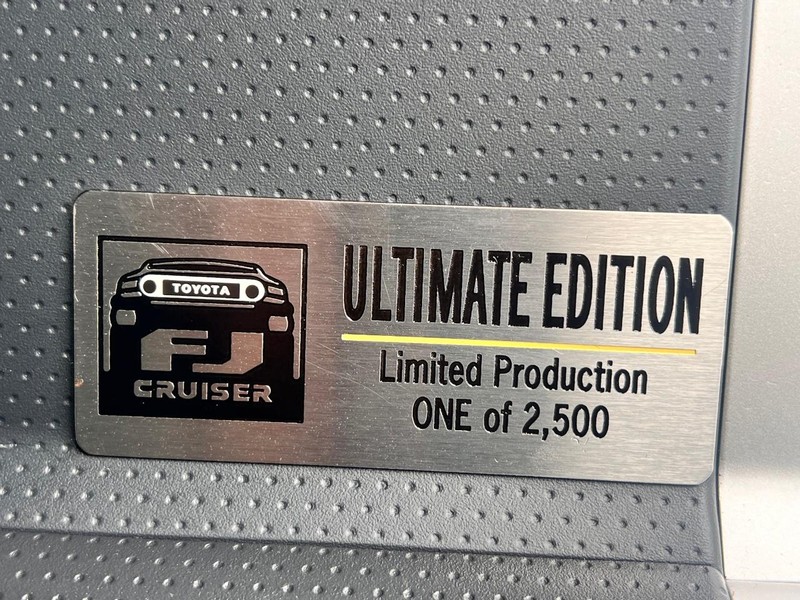 TOYOTA
FJ
CRUISER
ULTIMATE EDITION
Limited Production
ONE of 2,500